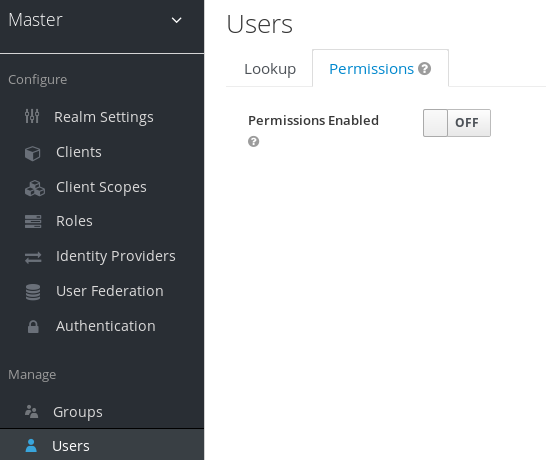 Master
Configure
Realm Settings
Clients
Client Scopes
Roles
Identity Providers
User Federation
Authentication
Manage
Groups
Users
Users
Lookup Permissions ?
Permissions Enabled OFF
?